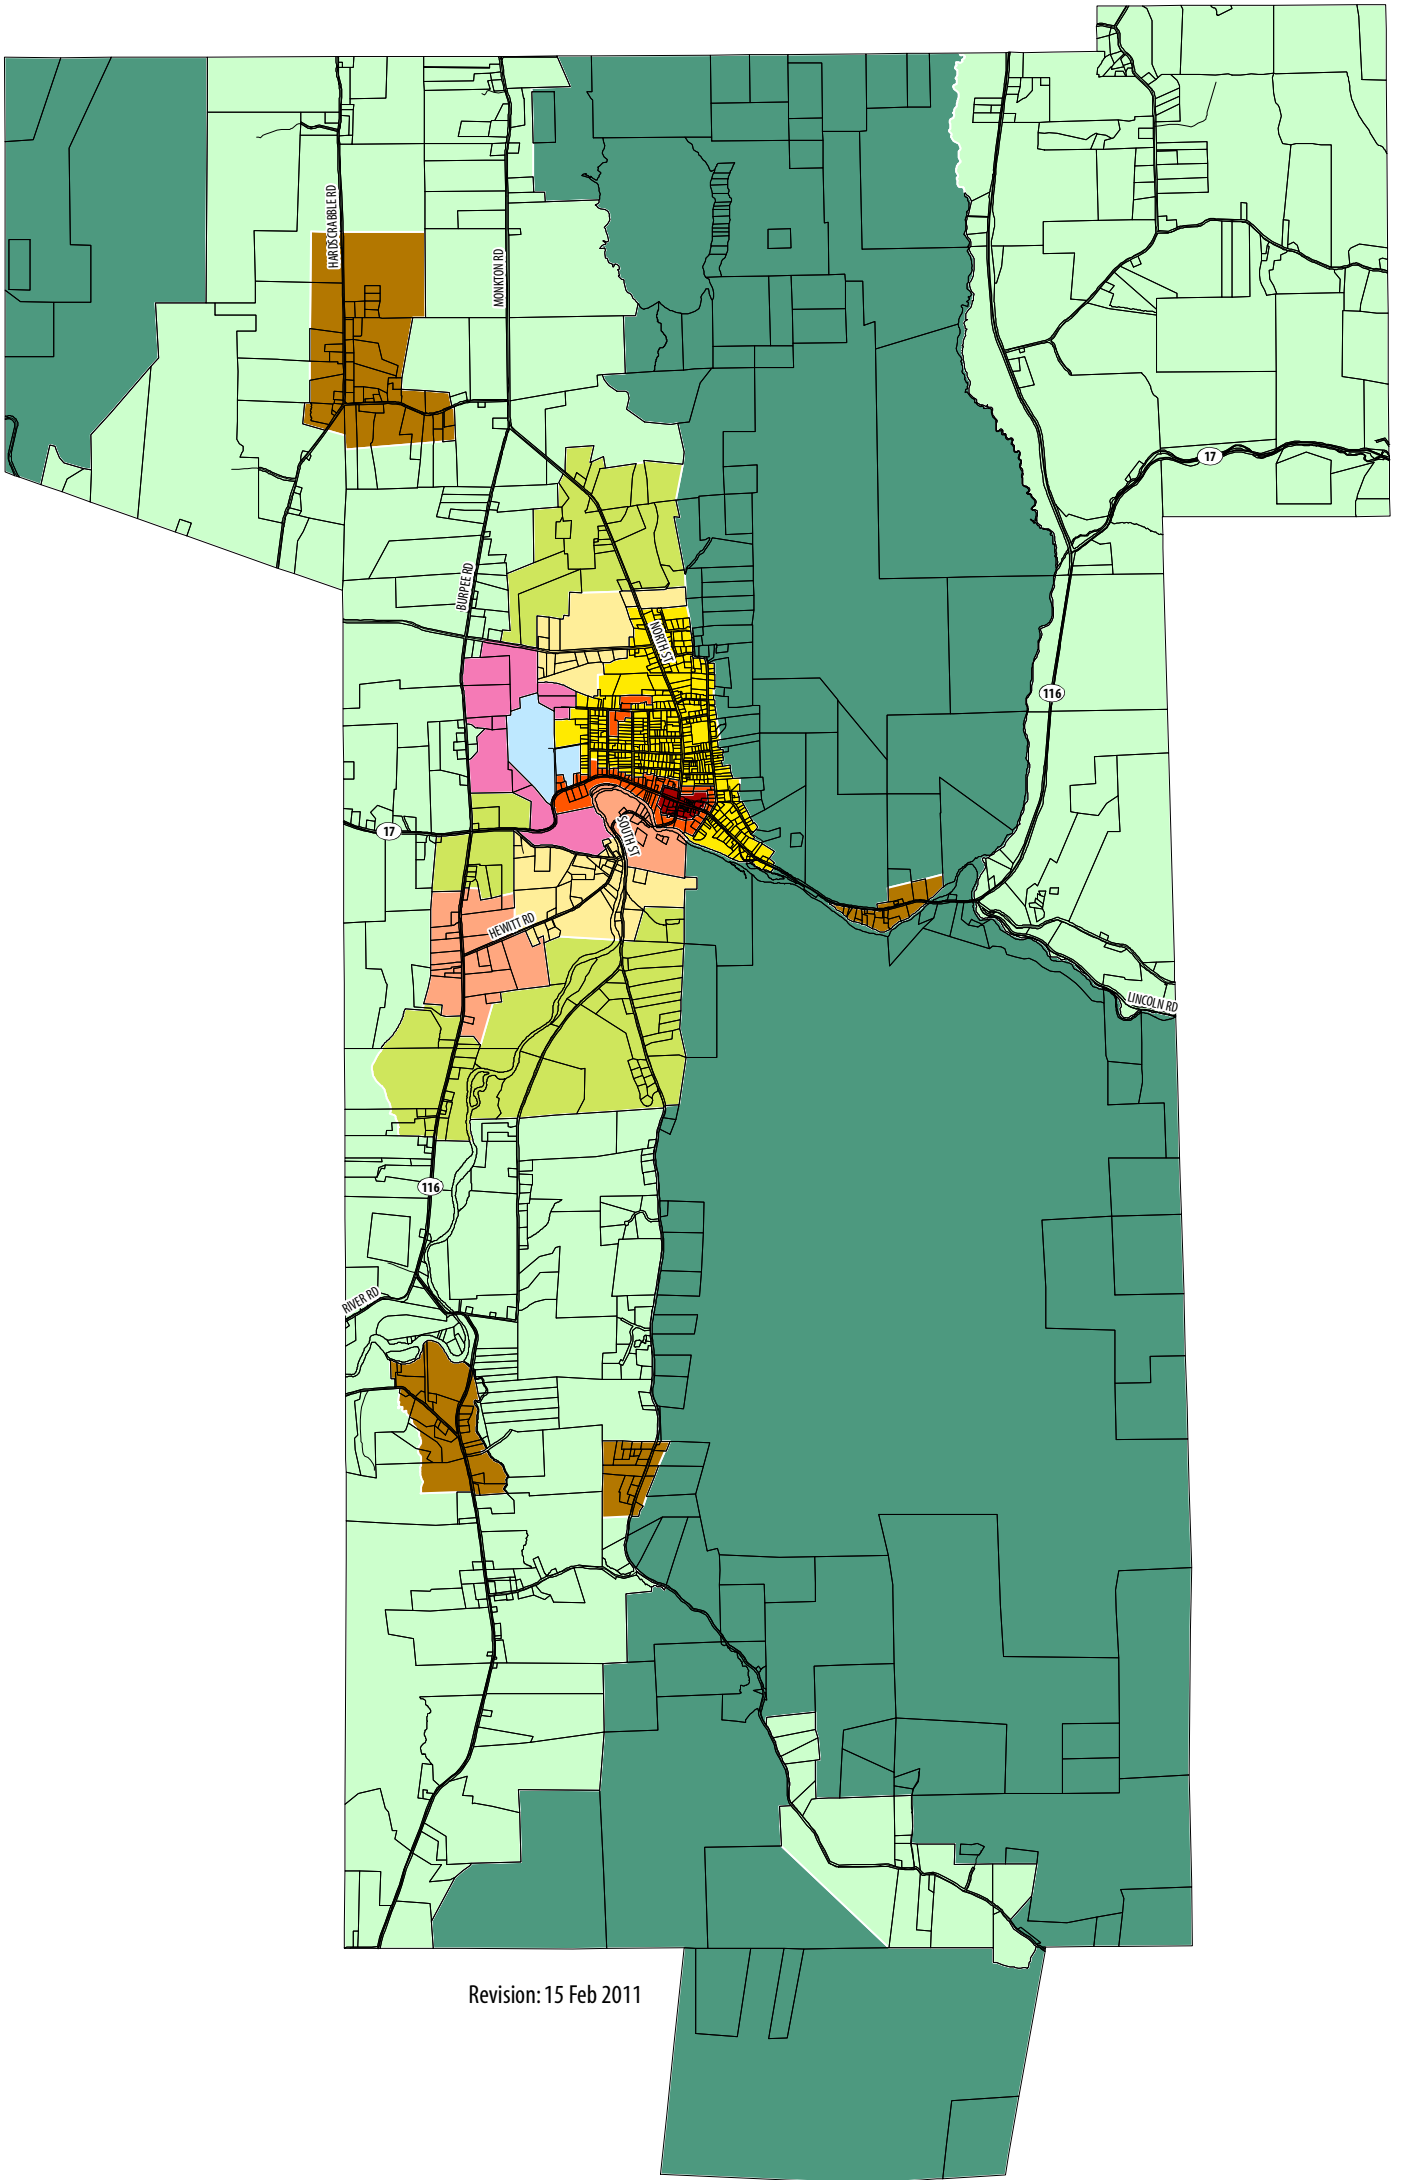 HARDSCRABBLE RD
MONKTON RD
17
BURPEE RD
NORTH ST
116
17
SOUTH ST
HEWITT RD
LINCOLN RD
116
RIVER RD
Revision: 15 Feb 2011